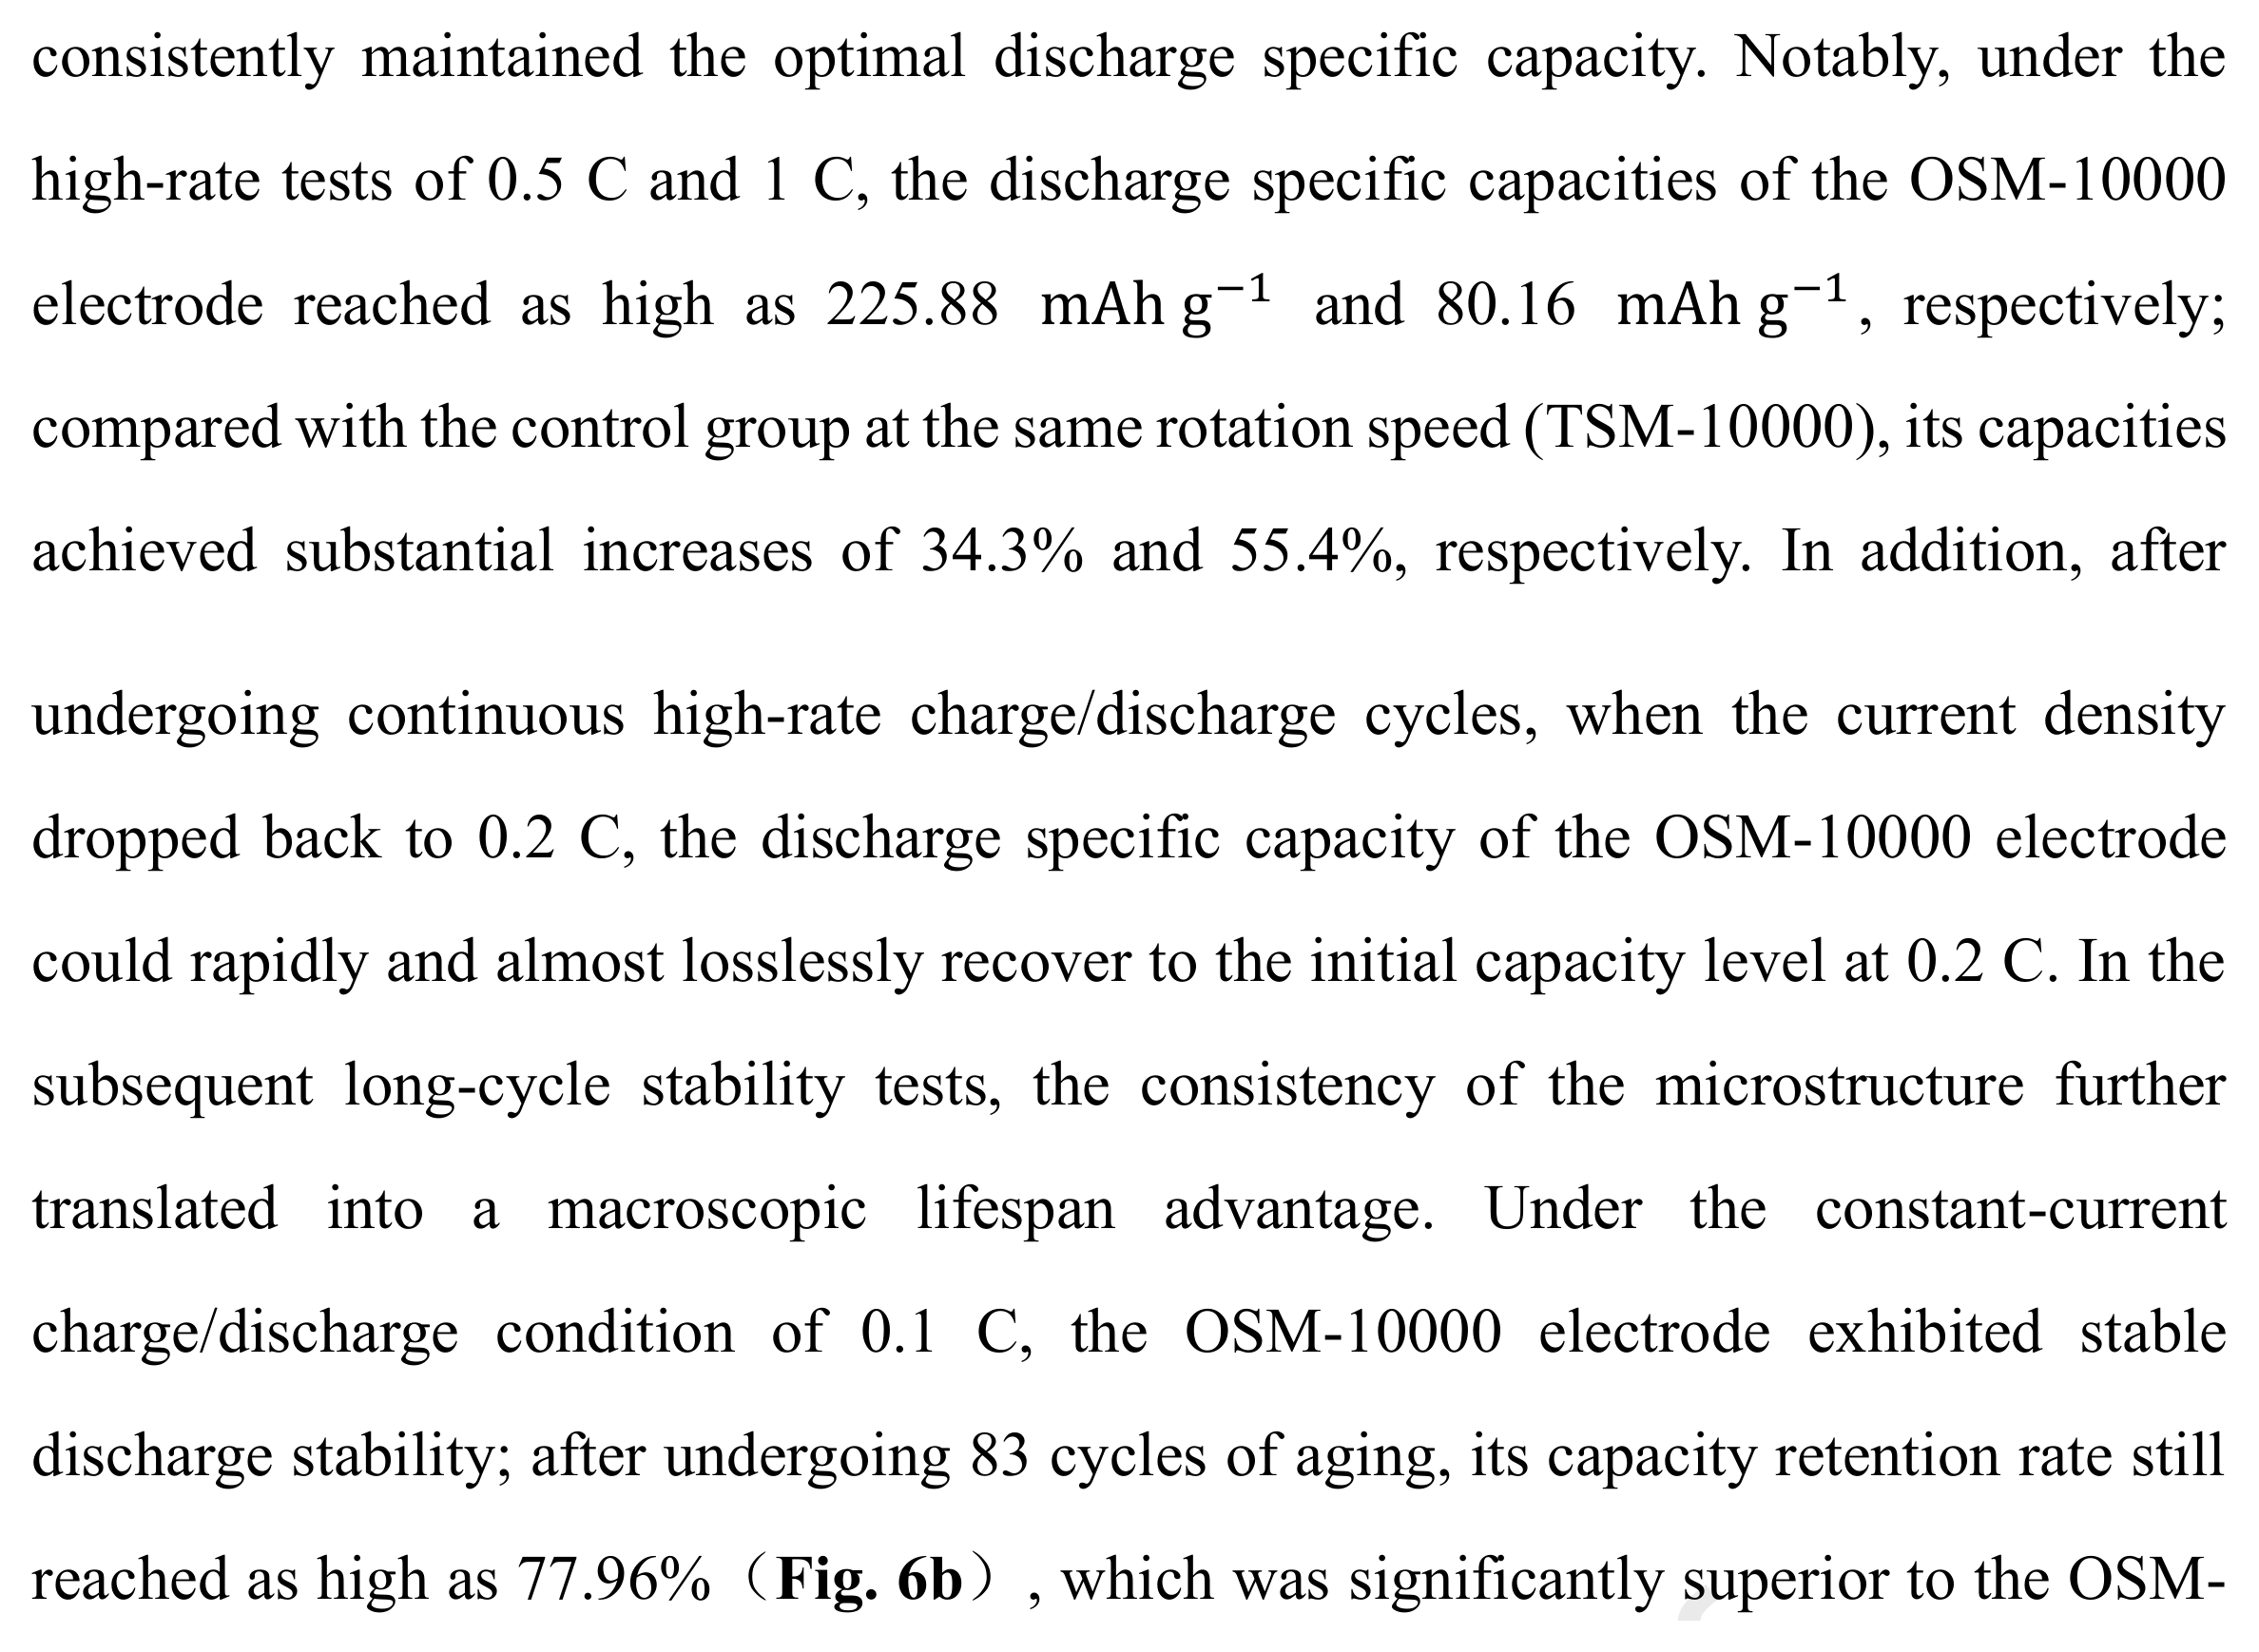 consistently maintained the optimal discharge specific capacity. Notably, under the
high-rate tests of 0.5 C and 1 C, the discharge specific capacities of the OSM-10000
electrode reached as high as 225.88 mAh g⁻¹ and 80.16 mAh g⁻¹, respectively;
compared with the control group at the same rotation speed (TSM-10000), its capacities
achieved substantial increases of 34.3% and 55.4%, respectively. In addition, after
undergoing continuous high-rate charge/discharge cycles, when the current density
dropped back to 0.2 C, the discharge specific capacity of the OSM-10000 electrode
could rapidly and almost losslessly recover to the initial capacity level at 0.2 C. In the
subsequent long-cycle stability tests, the consistency of the microstructure further
translated into a macroscopic lifespan advantage. Under the constant-current
charge/discharge condition of 0.1 C, the OSM-10000 electrode exhibited stable
discharge stability; after undergoing 83 cycles of aging, its capacity retention rate still
reached as high as 77.96%（Fig. 6b）, which was significantly superior to the OSM-